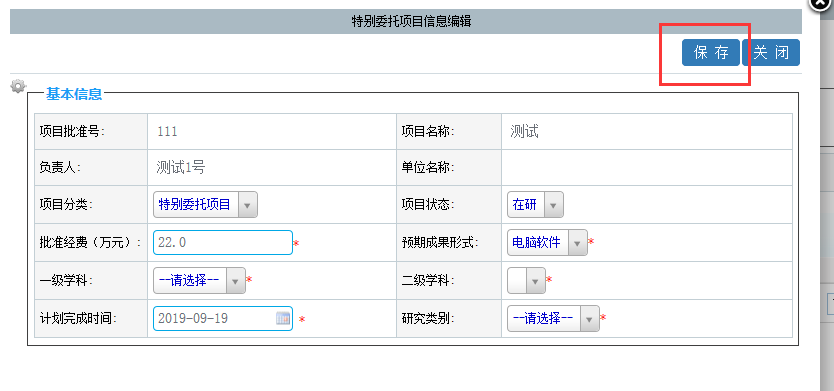 特别委托项目信息编辑
保 存 关 闭
基本信息
项目批准号: 111 项目名称: 测试
负责人: 测试1号 单位名称:
项目分类: 特别委托项目 项目状态: 在研
批准经费（万元）: 22.0 * 预期成果形式: 电脑软件 *
一级学科: --请选择-- * 二级学科: *
计划完成时间: 2019-09-19 * 研究类别: --请选择-- *